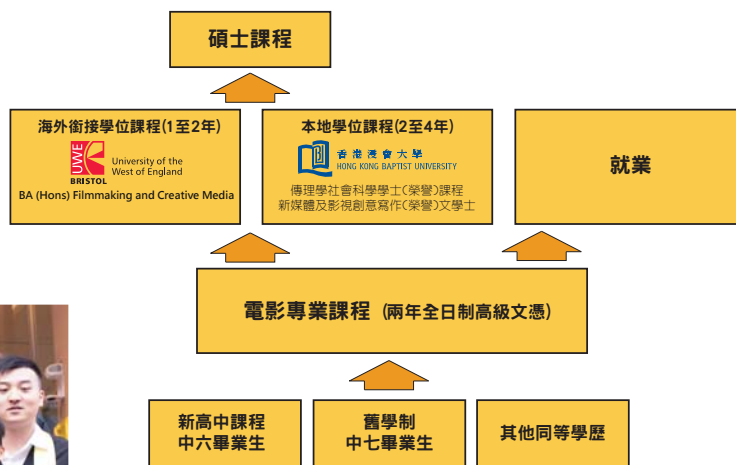 碩士課程
海外銜接學位課程(1至2年)
UWE
BRISTOL
University of the
West of England
BA (Hons) Filmmaking and Creative Media
本地學位課程(2至4年)
香港浸會大學
HONG KONG BAPTIST UNIVERSITY
傳理學社會科學學士(榮譽)課程
新媒體及影視創意寫作(榮譽)文學士
就業
電影專業課程 (兩年全日制高級文憑)
新高中課程
中六畢業生
舊學制
中七畢業生
其他同等學歷